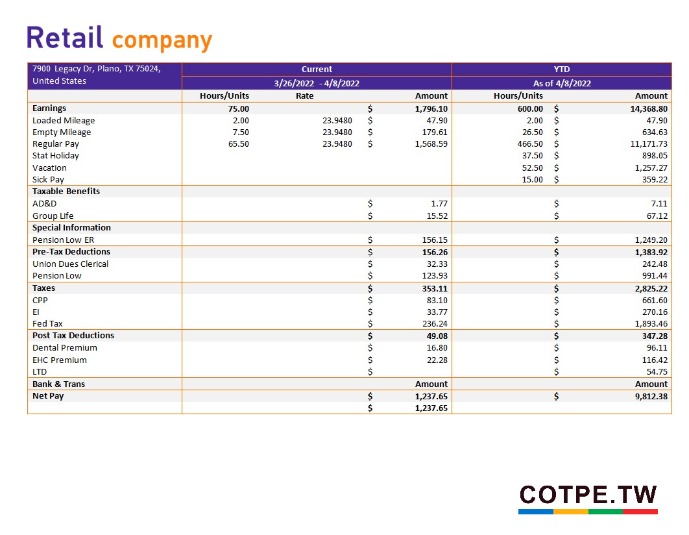 Retail company
7900 Legacy Dr, Plano, TX 75024, United States Current YTD
3/26/2022 - 4/8/2022 As of 4/8/2022
Hours/Units Rate Amount Hours/Units Amount
Earnings 75.00 $ 1,796.10 600.00 $ 14,368.80
Loaded Mileage 2.00 23.9480 $ 47.90 2.00 $ 47.90
Empty Mileage 7.50 23.9480 $ 179.61 26.50 $ 634.63
Regular Pay 65.50 23.9480 $ 1,568.59 466.50 $ 11,171.73
Stat Holiday 37.50 $ 898.05
Vacation 52.50 $ 1,257.27
Sick Pay 15.00 $ 359.22
Taxable Benefits
AD&D $ 1.77 $ 7.11
Group Life $ 15.52 $ 67.12
Special Information
Pension Low ER $ 156.15 $ 1,249.20
Pre-Tax Deductions $ 156.26 $ 1,383.92
Union Dues Clerical $ 32.33 $ 242.48
Pension Low $ 123.93 $ 991.44
Taxes $ 353.11 $ 2,825.22
CPP $ 83.10 $ 661.60
EI $ 33.77 $ 270.16
Fed Tax $ 236.24 $ 1,893.46
Post Tax Deductions $ 49.08 $ 347.28
Dental Premium $ 16.80 $ 96.11
EHC Premium $ 22.28 $ 116.42
LTD $ $ 54.75
Bank & Trans Amount Amount
Net Pay $ 1,237.65 $ 9,812.38
$ 1,237.65
COTPE.TW